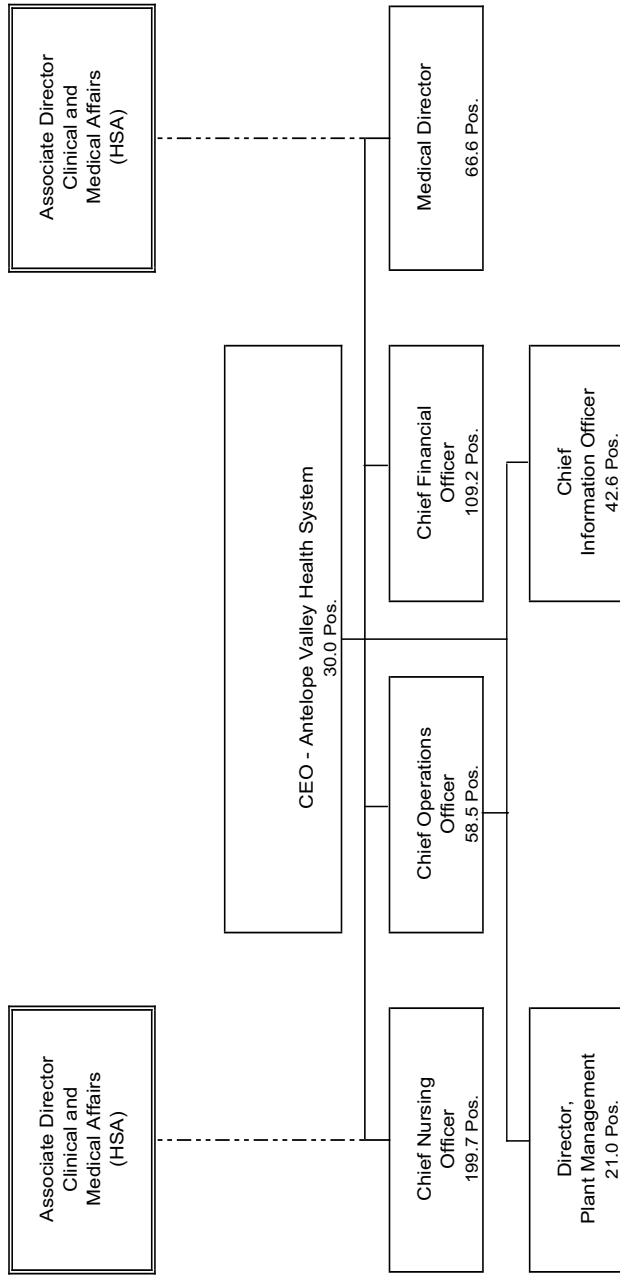 Associate Director
Clinical and
Medical Affairs
(HSA)
Associate Director
Clinical and
Medical Affairs
(HSA)
CEO - Antelope Valley Health System
30.0 Pos.
Chief Nursing
Officer
199.7 Pos.
Chief Operations
Officer
58.5 Pos.
Chief Financial
Officer
109.2 Pos.
Medical Director
66.6 Pos.
Director,
Plant Management
21.0 Pos.
Chief
Information Officer
42.6 Pos.